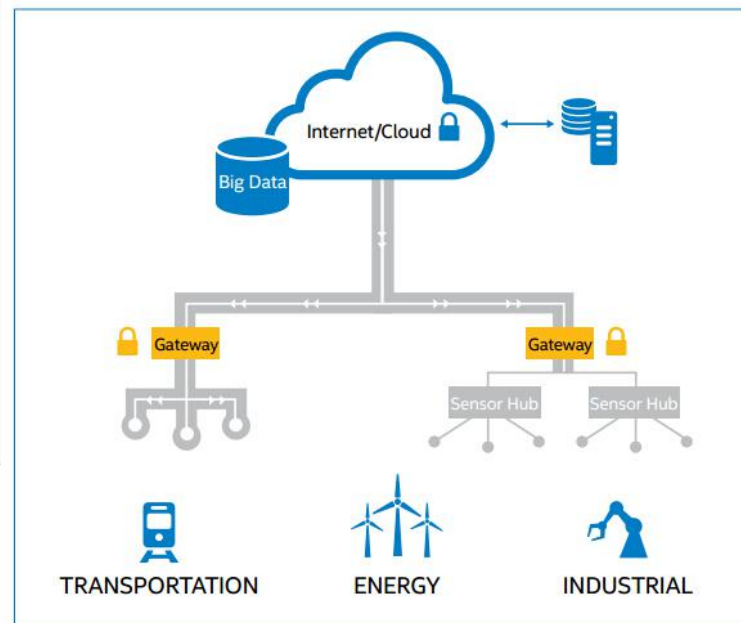 Internet/Cloud
Big Data
Gateway
Gateway
Sensor Hub
Sensor Hub
TRANSPORTATION
ENERGY
INDUSTRIAL